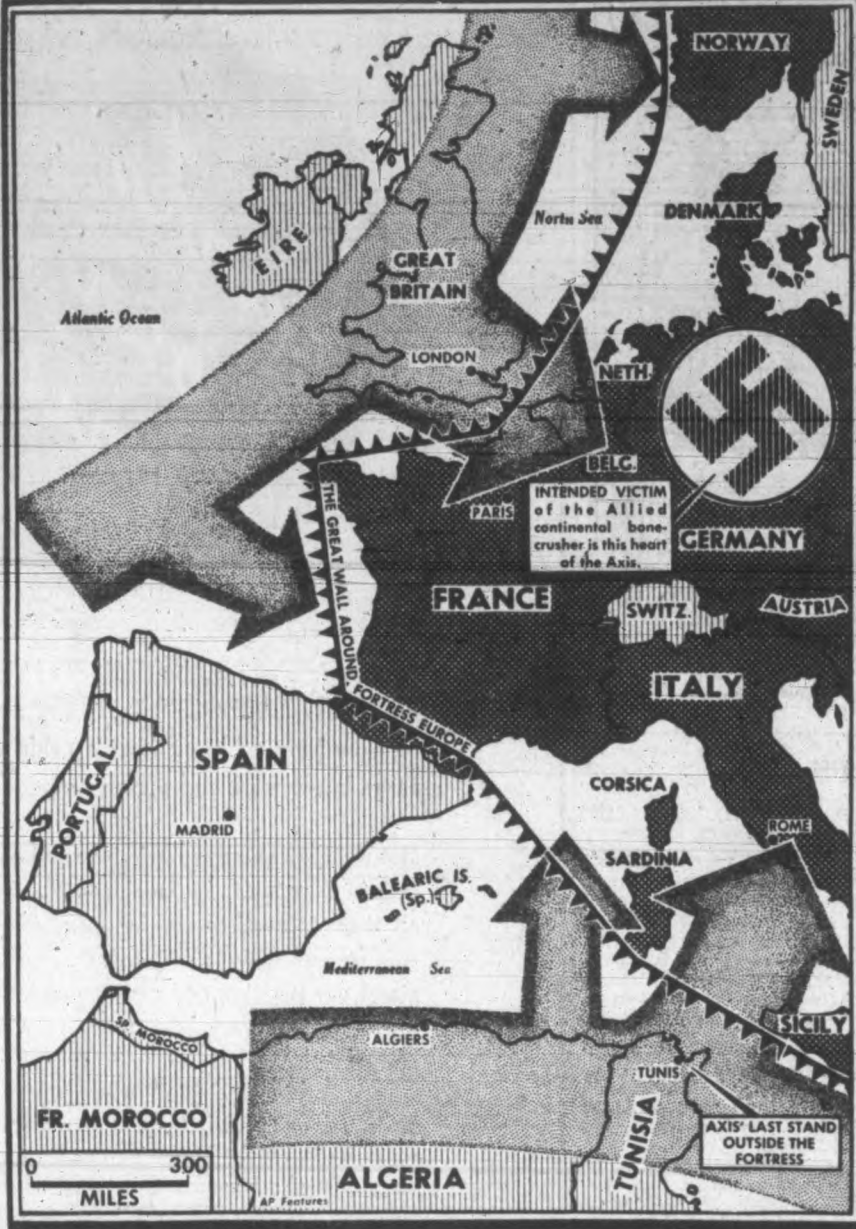 NORWAY
SWEDEN
North Sea
DENMARK
EIRE
GREAT
BRITAIN
Atlantic Ocean
LONDON
NETH.
BELG.
PARIS
INTENDED VICTIM
of the Allied
continental bone-
crusher is this heart
of the Axis.
GERMANY
THE GREAT WALL AROUND
FORTRESS EUROPE
FRANCE
SWITZ.
AUSTRIA
ITALY
SPAIN
PORTUGAL
MADRID
CORSICA
ROME
SARDINIA
BALEARIC IS.
(Sp.)
Mediterranean Sea
SICILY
SP. MOROCCO
ALGIERS
TUNIS
FR. MOROCCO
TUNISIA
AXIS' LAST STAND
OUTSIDE THE
FORTRESS
0 300
MILES
ALGERIA
AP Features